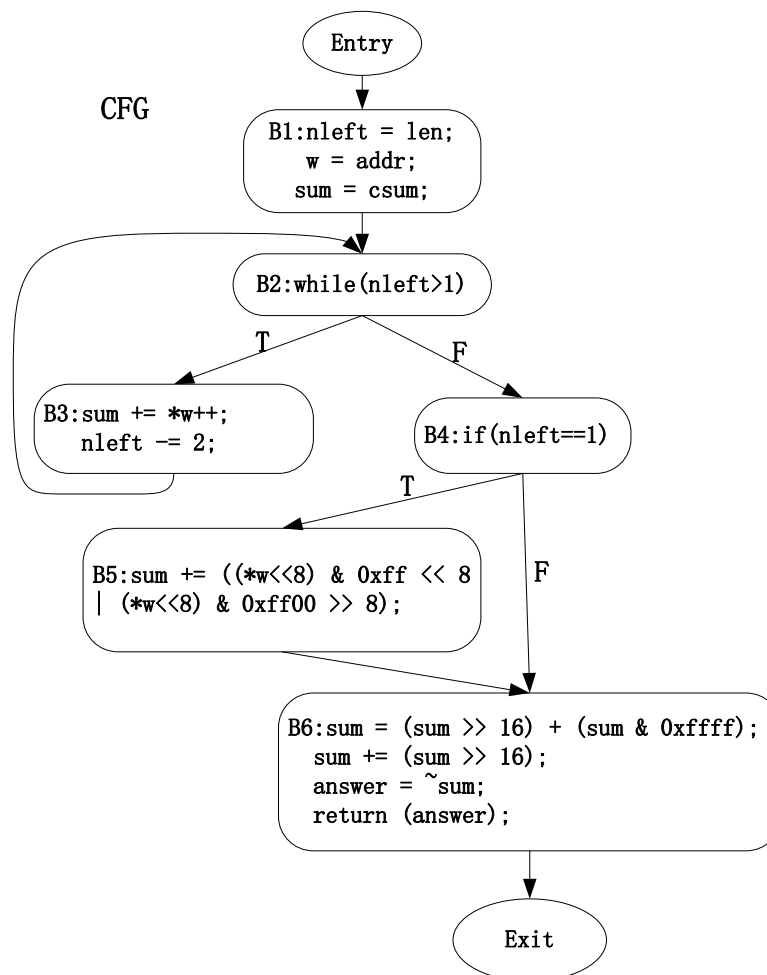 Entry
CFG
B1:nleft = len;
w = addr;
sum = csum;
B2:while(nleft>1)
T
F
B3:sum += *w++;
nleft -= 2;
B4:if(nleft==1)
T
B5:sum += ((*w<<8) & 0xff << 8
| (*w<<8) & 0xff00 >> 8);
F
B6:sum = (sum >> 16) + (sum & 0xffff);
sum += (sum >> 16);
answer = ~sum;
return (answer);
Exit